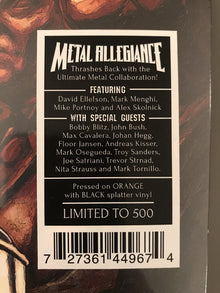 METAL ALLEGIANCE
Thrashes Back with the
Ultimate Metal Collaboration!
FEATURING
David Ellefson, Mark Menghi,
Mike Portnoy and Alex Skolnick
WITH SPECIAL GUESTS
Bobby Blitz, John Bush,
Max Cavalera, Johan Hegg,
Floor Jansen, Andreas Kisser,
Mark Osegueda, Troy Sanders,
Joe Satriani, Trevor Strnad,
Nita Strauss and Mark Tornillo.
Pressed on ORANGE
with BLACK splatter vinyl
LIMITED TO 500
7 27361 44967 4